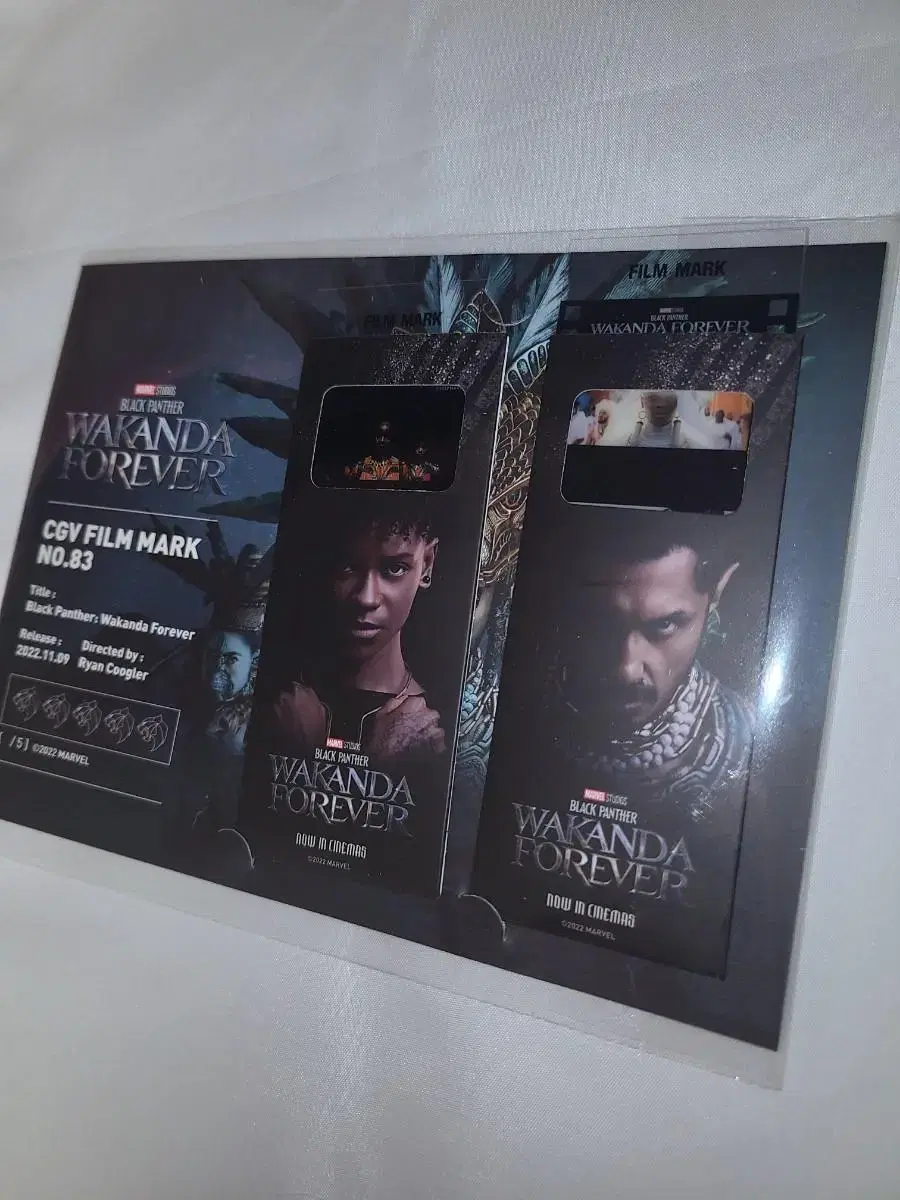 MARVEL STUDIOS
BLACK PANTHER
WAKANDA
FOREVER
CGV FILM MARK
NO.83
Title :
Black Panther: Wakanda Forever
Release :
2022.11.09
Directed by :
Ryan Coogler
[ /5] ©2022 MARVEL
FILM MARK
MARVEL STUDIOS
BLACK PANTHER
WAKANDA
FOREVER
NOW IN CINEMAS
©2022 MARVEL
FILM MARK
BLACK PANTHER
WAKANDA FOREVER
MARVEL STUDIOS
BLACK PANTHER
WAKANDA
FOREVER
NOW IN CINEMAS
©2022 MARVEL